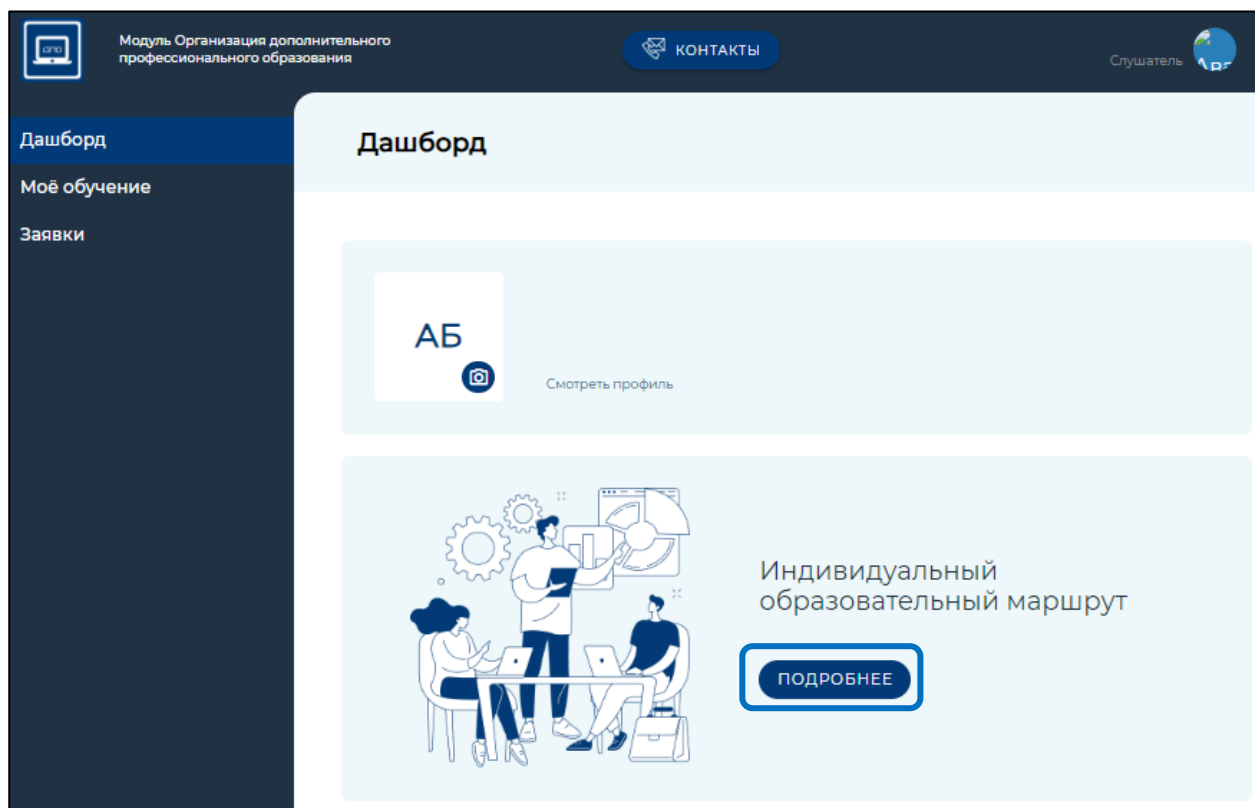 Модуль Организация дополнительного
профессионального образования
КОНТАКТЫ
Слушатель
Дашборд
Моё обучение
Заявки
Дашборд
АБ
Смотреть профиль
Индивидуальный
образовательный маршрут
ПОДРОБНЕЕ